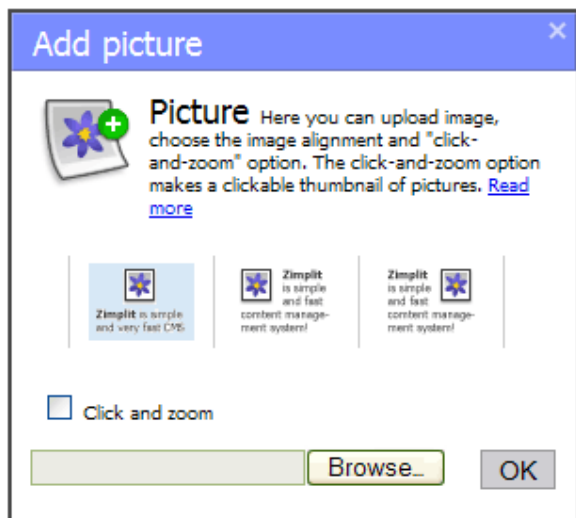 Add picture
Picture Here you can upload image,
choose the image alignment and "click-
and-zoom" option. The click-and-zoom option
makes a clickable thumbnail of pictures. Read
more
Zimplit is simple
and very fast CMS
Zimplit
is simple
and fast
content manage-
ment system!
Zimplit
is simple
and fast
content manage-
ment system!
Click and zoom
Browse...
OK